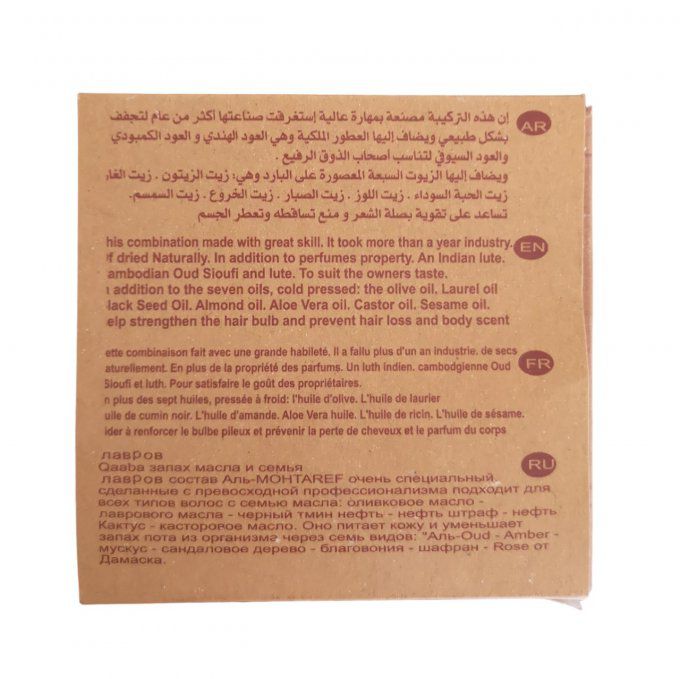 إن هذه التركيبة مصنعة بمهارة عالية إستغرقت صناعتها أكثر من عام لتجفف
AR
بشكل طبيعي ويضاف إليها العطور الملكية وهي العود الهندي و العود الكمبودي
والعود السيوفي لتناسب أصحاب الذوق الرفيع .
ويضاف إليها الزيوت السبعة المعصورة على البارد وهي: زيت الزيتون . زيت الغار
زيت الحبة السوداء . زيت اللوز . زيت الصبار . زيت الخروع . زيت السمسم.
تساعد على تقوية بصلة الشعر و منع تساقطه وتعطر الجسم
his combination made with great skill. It took more than a year industry.
EN
f dried Naturally. In addition to perfumes property. An Indian lute.
ambodian Oud Sioufi and lute. To suit the owners taste.
addition to the seven oils, cold pressed: the olive oil. Laurel oil
lack Seed Oil. Almond oil. Aloe Vera oil. Castor oil. Sesame oil.
elp strengthen the hair bulb and prevent hair loss and body scent
ette combinaison fait avec une grande habileté. Il a failu plus d'un an industrie. de secs
FR
aturellement. En plus de la propriété des parfums. Un luth indien. cambodgienne Oud
Sioufi et luth. Pour satisfaire le goût des propriétaires.
n plus des sept huiles, pressée à froid: l'huile d'olive. L'huile de laurier
uile de cumin noir. L'huile d'amande. Aloe Vera huile. L'huile de ricin. L'huile de sésame.
ider à renforcer le bulbe pileux et prévenir la perte de cheveux et le parfum du corps
лавров
RU
Qaaba запах масла и семья
лавров состав Аль-MOHTAREF очень специальный
сделанные с превосходной профессионализма подходит для
всех типов волос с семью масла: оливковое масло -
лаврового масла - черный тмин нефть - нефть штраф - нефть
Кактус - касторовое масло. Оно питает кожу и уменьшает
запах пота из организма через семь видов: "Аль-Oud - Amber -
мускус - сандаловое дерево - благовония - шафран - Rose от
Дамаска.